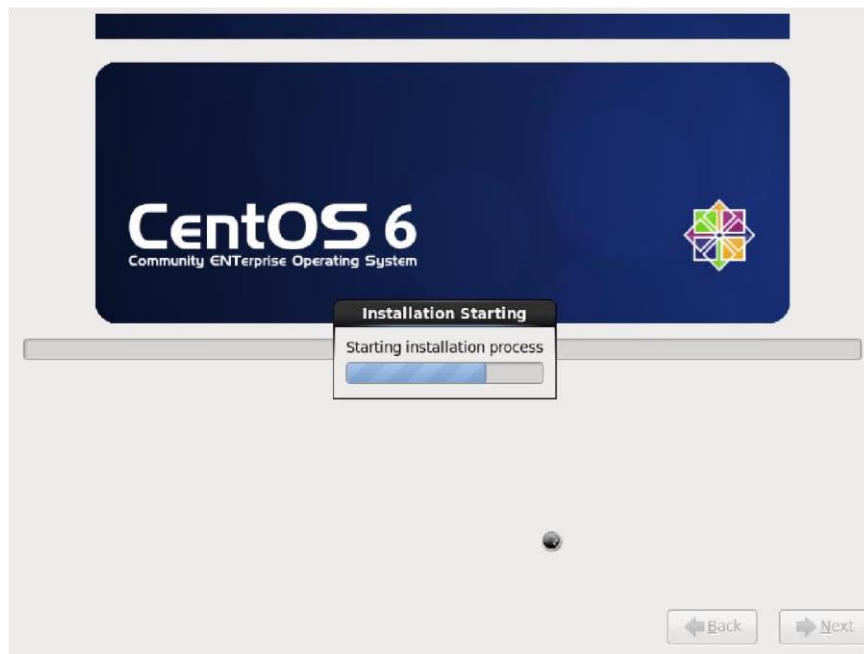 CentOS 6
Community ENTerprise Operating System
Installation Starting
Starting installation process
Back
Next